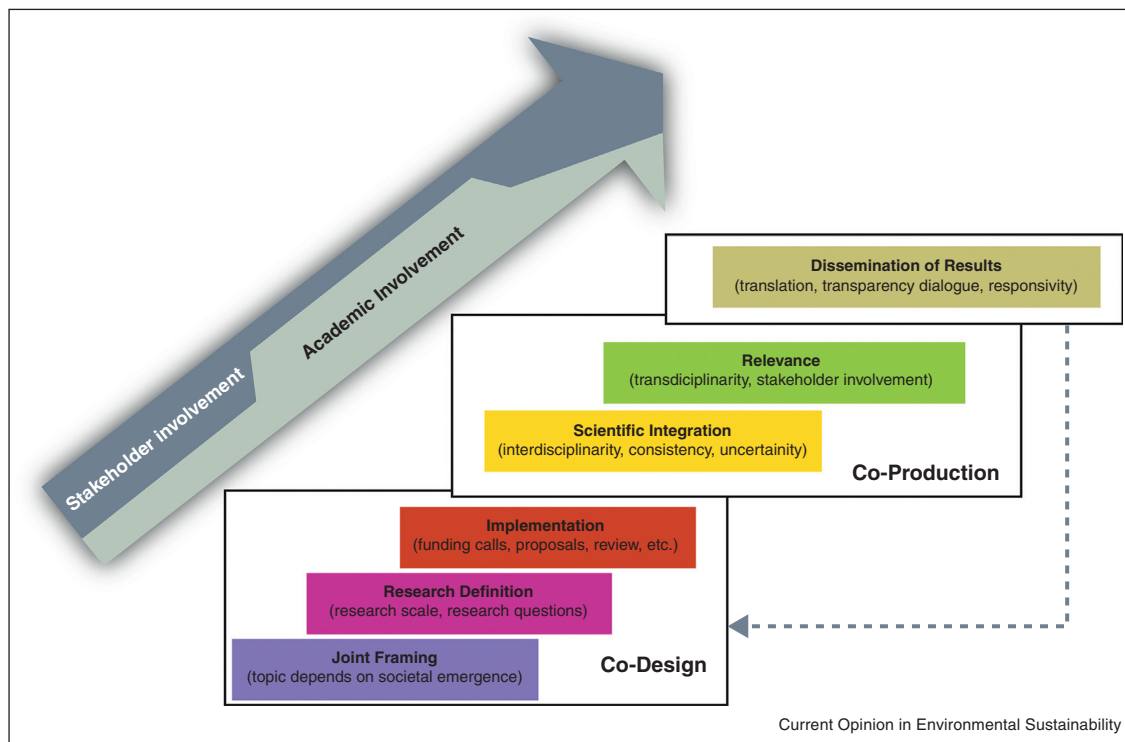 Stakeholder involvement
Academic Involvement
Dissemination of Results
(translation, transparency dialogue, responsivity)
Relevance
(transdiciplinarity, stakeholder involvement)
Scientific Integration
(interdisciplinarity, consistency, uncertainity)
Co-Production
Implementation
(funding calls, proposals, review, etc.)
Research Definition
(research scale, research questions)
Joint Framing
(topic depends on societal emergence)
Co-Design
Current Opinion in Environmental Sustainability